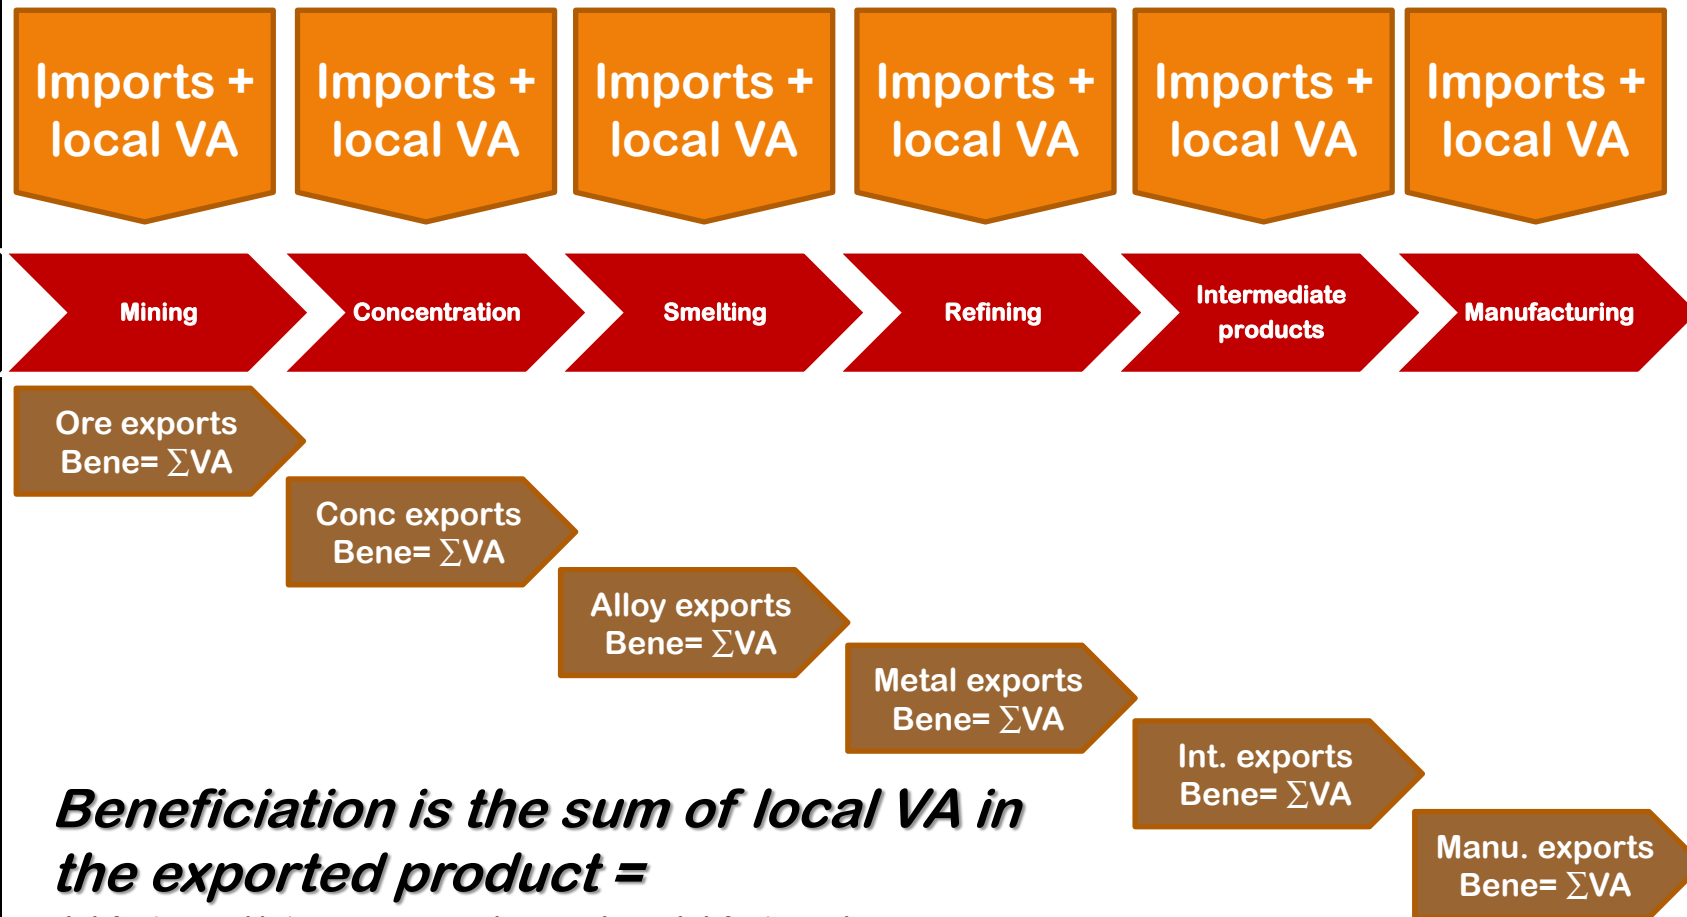 Imports +
local VA
Imports +
local VA
Imports +
local VA
Imports +
local VA
Imports +
local VA
Imports +
local VA
Mining
Concentration
Smelting
Refining
Intermediate
products
Manufacturing
Ore exports
Bene= ∑VA
Conc exports
Bene= ∑VA
Alloy exports
Bene= ∑VA
Metal exports
Bene= ∑VA
Int. exports
Bene= ∑VA
Manu. exports
Bene= ∑VA
Beneficiation is the sum of local VA in
the exported product =